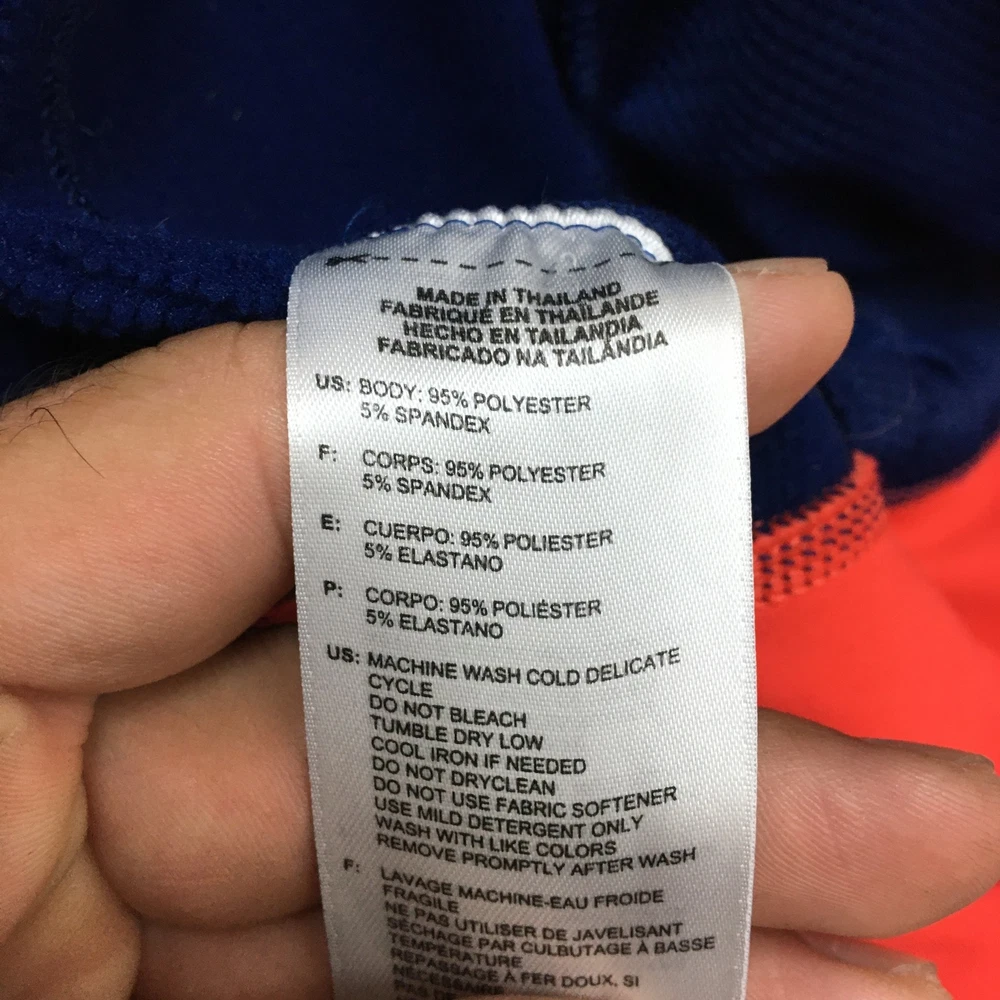 MADE IN THAILAND
FABRIQUÉ EN THAÏLANDE
HECHO EN TAILANDIA
FABRICADO NA TAILÂNDIA
US: BODY: 95% POLYESTER
5% SPANDEX
F: CORPS: 95% POLYESTER
5% SPANDEX
E: CUERPO: 95% POLIESTER
5% ELASTANO
P: CORPO: 95% POLIÉSTER
5% ELASTANO
US: MACHINE WASH COLD DELICATE
CYCLE
DO NOT BLEACH
TUMBLE DRY LOW
COOL IRON IF NEEDED
DO NOT DRYCLEAN
DO NOT USE FABRIC SOFTENER
USE MILD DETERGENT ONLY
WASH WITH LIKE COLORS
REMOVE PROMPTLY AFTER WASH
F: LAVAGE MACHINE-EAU FROIDE
FRAGILE
NE PAS UTILISER DE JAVELISANT
SÉCHAGE PAR CULBUTAGE À BASSE
TEMPÉRATURE
REPASSAGE À FER DOUX, SI
NÉCESSAIRE
PAS DE